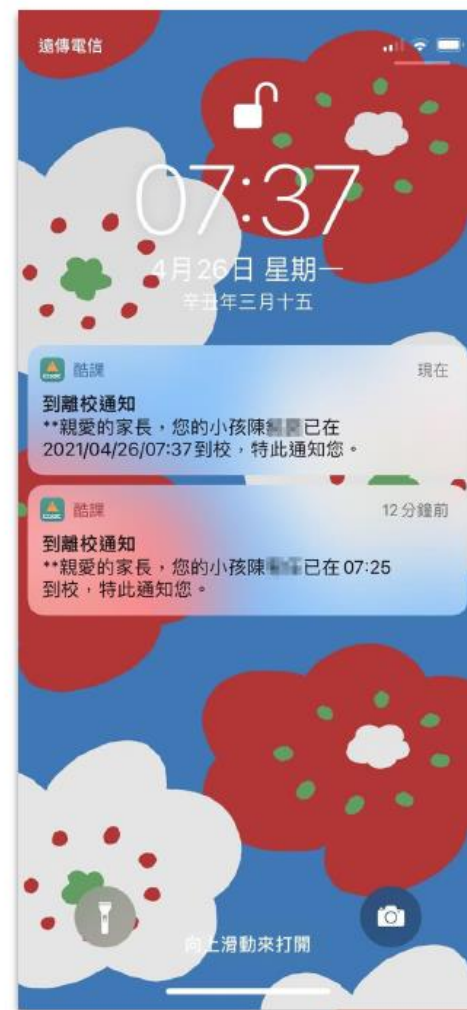 遠傳電信
07:37
4月26日 星期一
辛丑年三月十五
酷課
現在
到離校通知
**親愛的家長，您的小孩陳 已在
2021/04/26/07:37到校，特此通知您。
酷課
12分鐘前
到離校通知
**親愛的家長，您的小孩陳 已在07:25
到校，特此通知您。
向上滑動來打開